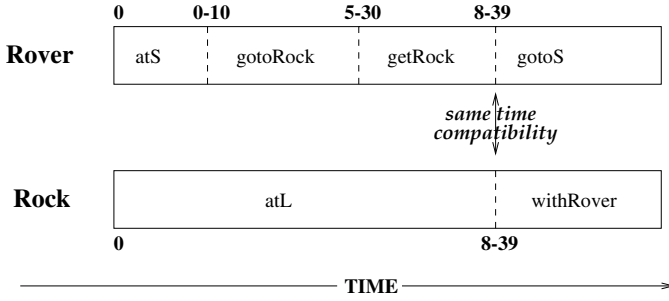 0 0-10 5-30 8-39
Rover atS gotoRock getRock gotoS
same time
compatibility
Rock atL withRover
0 8-39
TIME